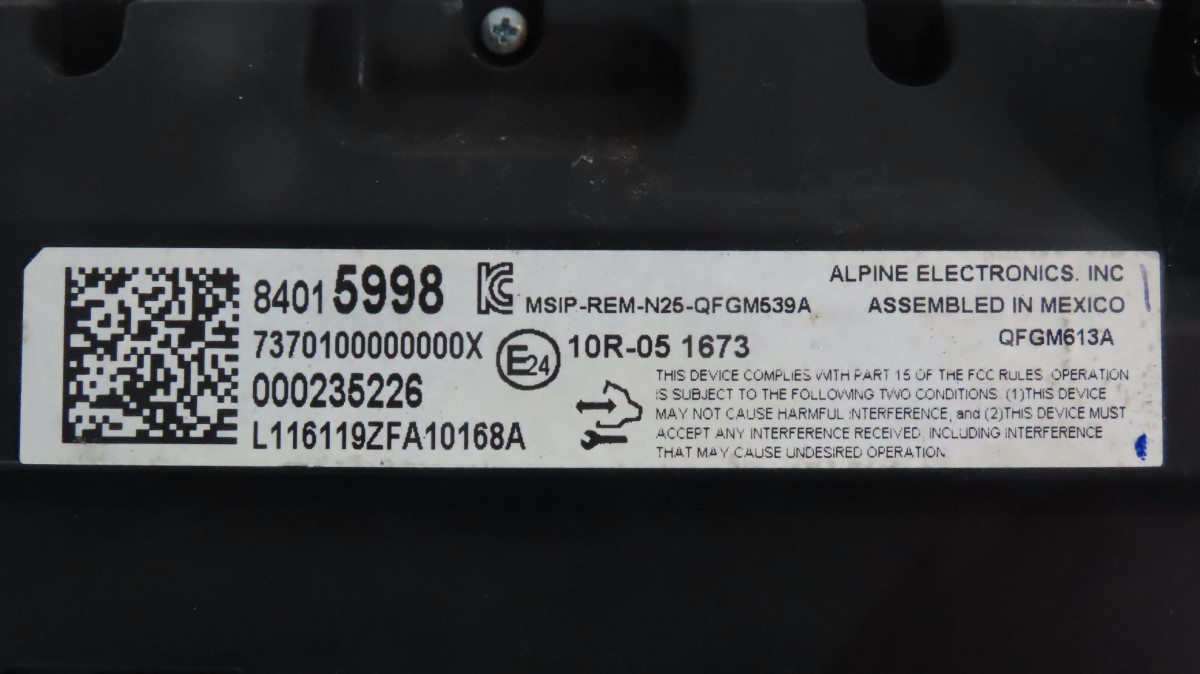 84015998
MSIP-REM-N25-QFGM539A
ALPINE ELECTRONICS. INC
ASSEMBLED IN MEXICO
QFGM613A
7370100000000X
E24
10R-05 1673
000235226
L116119ZFA10168A
THIS DEVICE COMPLIES WITH PART 15 OF THE FCC RULES. OPERATION
IS SUBJECT TO THE FOLLOWING TWO CONDITIONS. (1)THIS DEVICE
MAY NOT CAUSE HARMFUL INTERFERENCE, and (2)THIS DEVICE MUST
ACCEPT ANY INTERFERENCE RECEIVED, INCLUDING INTERFERENCE
THAT MAY CAUSE UNDESIRED OPERATION.